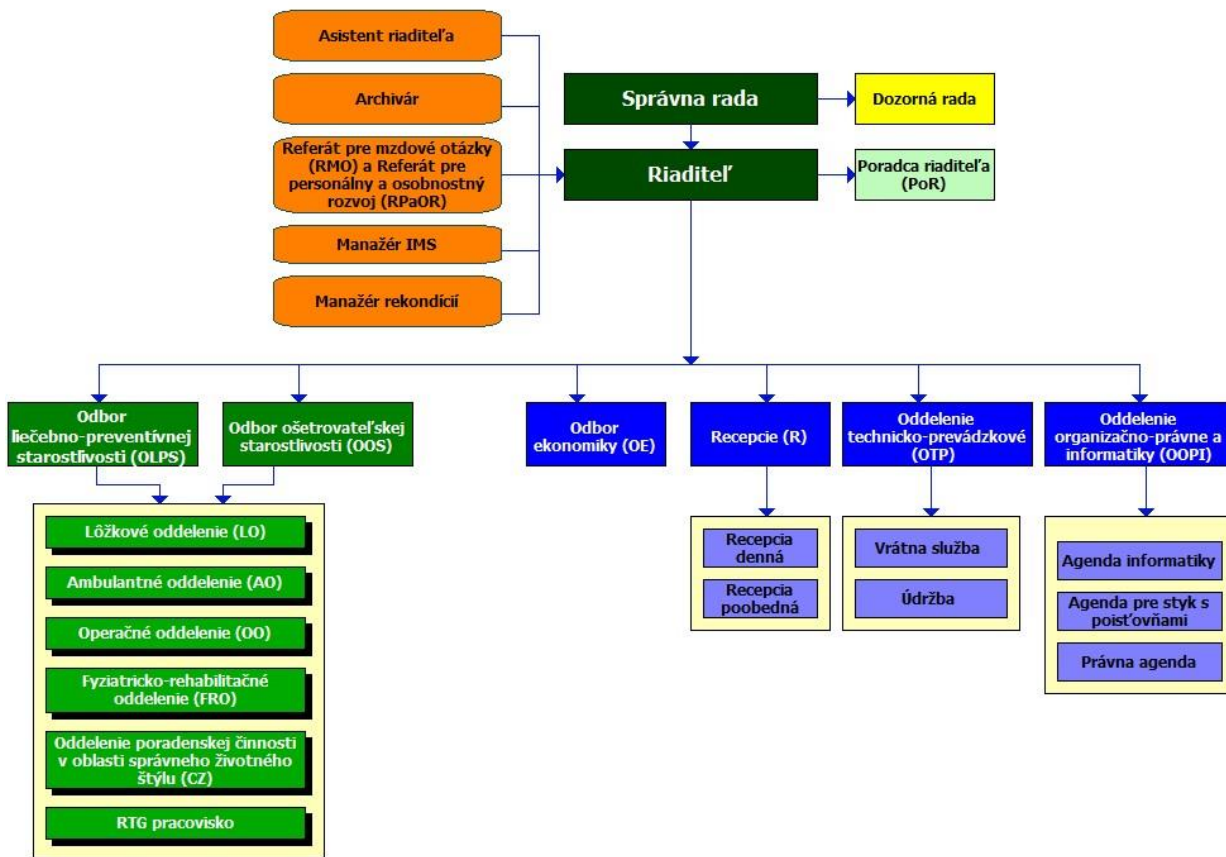 Asistent riaditeľa
Archivár
Referát pre mzdové otázky
(RMO) a Referát pre
personálny a osobnostný
rozvoj (RPaOR)
Manažér IMS
Manažér rekondícií
Správna rada
Dozorná rada
Riaditeľ
Poradca riaditeľa
(PoR)
Odbor
liečebno-preventívnej
starostlivosti (OLPS)
Odbor ošetrovateľskej
starostlivosti (OOS)
Odbor
ekonomiky (OE)
Recepcie (R)
Oddelenie
technicko-prevádzkové
(OTP)
Oddelenie
organizačno-právne a
informatiky (OOPI)
Lôžkové oddelenie (LO)
Ambulantné oddelenie (AO)
Operačné oddelenie (OO)
Fyziatricko-rehabilitačné
oddelenie (FRO)
Oddelenie poradenskej činnosti
v oblasti správneho životného
štýlu (CZ)
RTG pracovisko
Recepcia
denná
Recepcia
poobedná
Vrátna služba
Údržba
Agenda informatiky
Agenda pre styk s
poisťovňami
Právna agenda